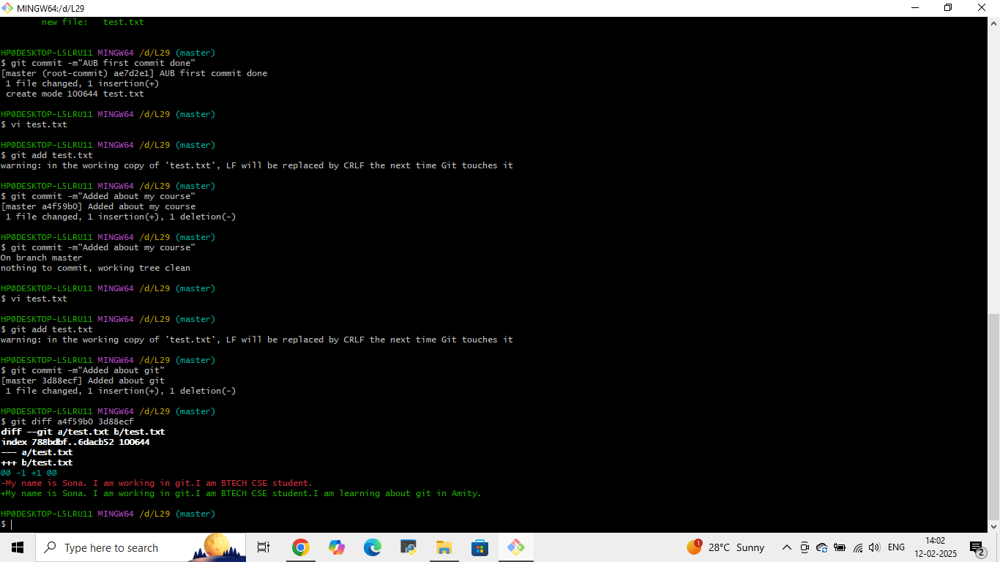 MINGW64:/d/L29
new file:   test.txt
HP@DESKTOP-L5LRU11 MINGW64 /d/L29 (master)
$ git commit -m"AUB first commit done"
[master (root-commit) ae7d2e1] AUB first commit done
 1 file changed, 1 insertion(+)
 create mode 100644 test.txt
HP@DESKTOP-L5LRU11 MINGW64 /d/L29 (master)
$ vi test.txt
HP@DESKTOP-L5LRU11 MINGW64 /d/L29 (master)
$ git add test.txt
warning: in the working copy of 'test.txt', LF will be replaced by CRLF the next time Git touches it
HP@DESKTOP-L5LRU11 MINGW64 /d/L29 (master)
$ git commit -m"Added about my course"
[master a4f59b0] Added about my course
 1 file changed, 1 insertion(+), 1 deletion(-)
HP@DESKTOP-L5LRU11 MINGW64 /d/L29 (master)
$ git commit -m"Added about my course"
On branch master
nothing to commit, working tree clean
HP@DESKTOP-L5LRU11 MINGW64 /d/L29 (master)
$ vi test.txt
HP@DESKTOP-L5LRU11 MINGW64 /d/L29 (master)
$ git add test.txt
warning: in the working copy of 'test.txt', LF will be replaced by CRLF the next time Git touches it
HP@DESKTOP-L5LRU11 MINGW64 /d/L29 (master)
$ git commit -m"Added about git"
[master 3d88ecf] Added about git
 1 file changed, 1 insertion(+), 1 deletion(-)
HP@DESKTOP-L5LRU11 MINGW64 /d/L29 (master)
$ git diff a4f59b0 3d88ecf
diff --git a/test.txt b/test.txt
index 788bdbf..6dacb52 100644
--- a/test.txt
+++ b/test.txt
@@ -1 +1 @@
-My name is Sona. I am working in git.I am BTECH CSE student.
+My name is Sona. I am working in git.I am BTECH CSE student.I am learning about git in Amity.
HP@DESKTOP-L5LRU11 MINGW64 /d/L29 (master)
$
Type here to search
1
28°C Sunny
ENG
14:02
12-02-2025
2